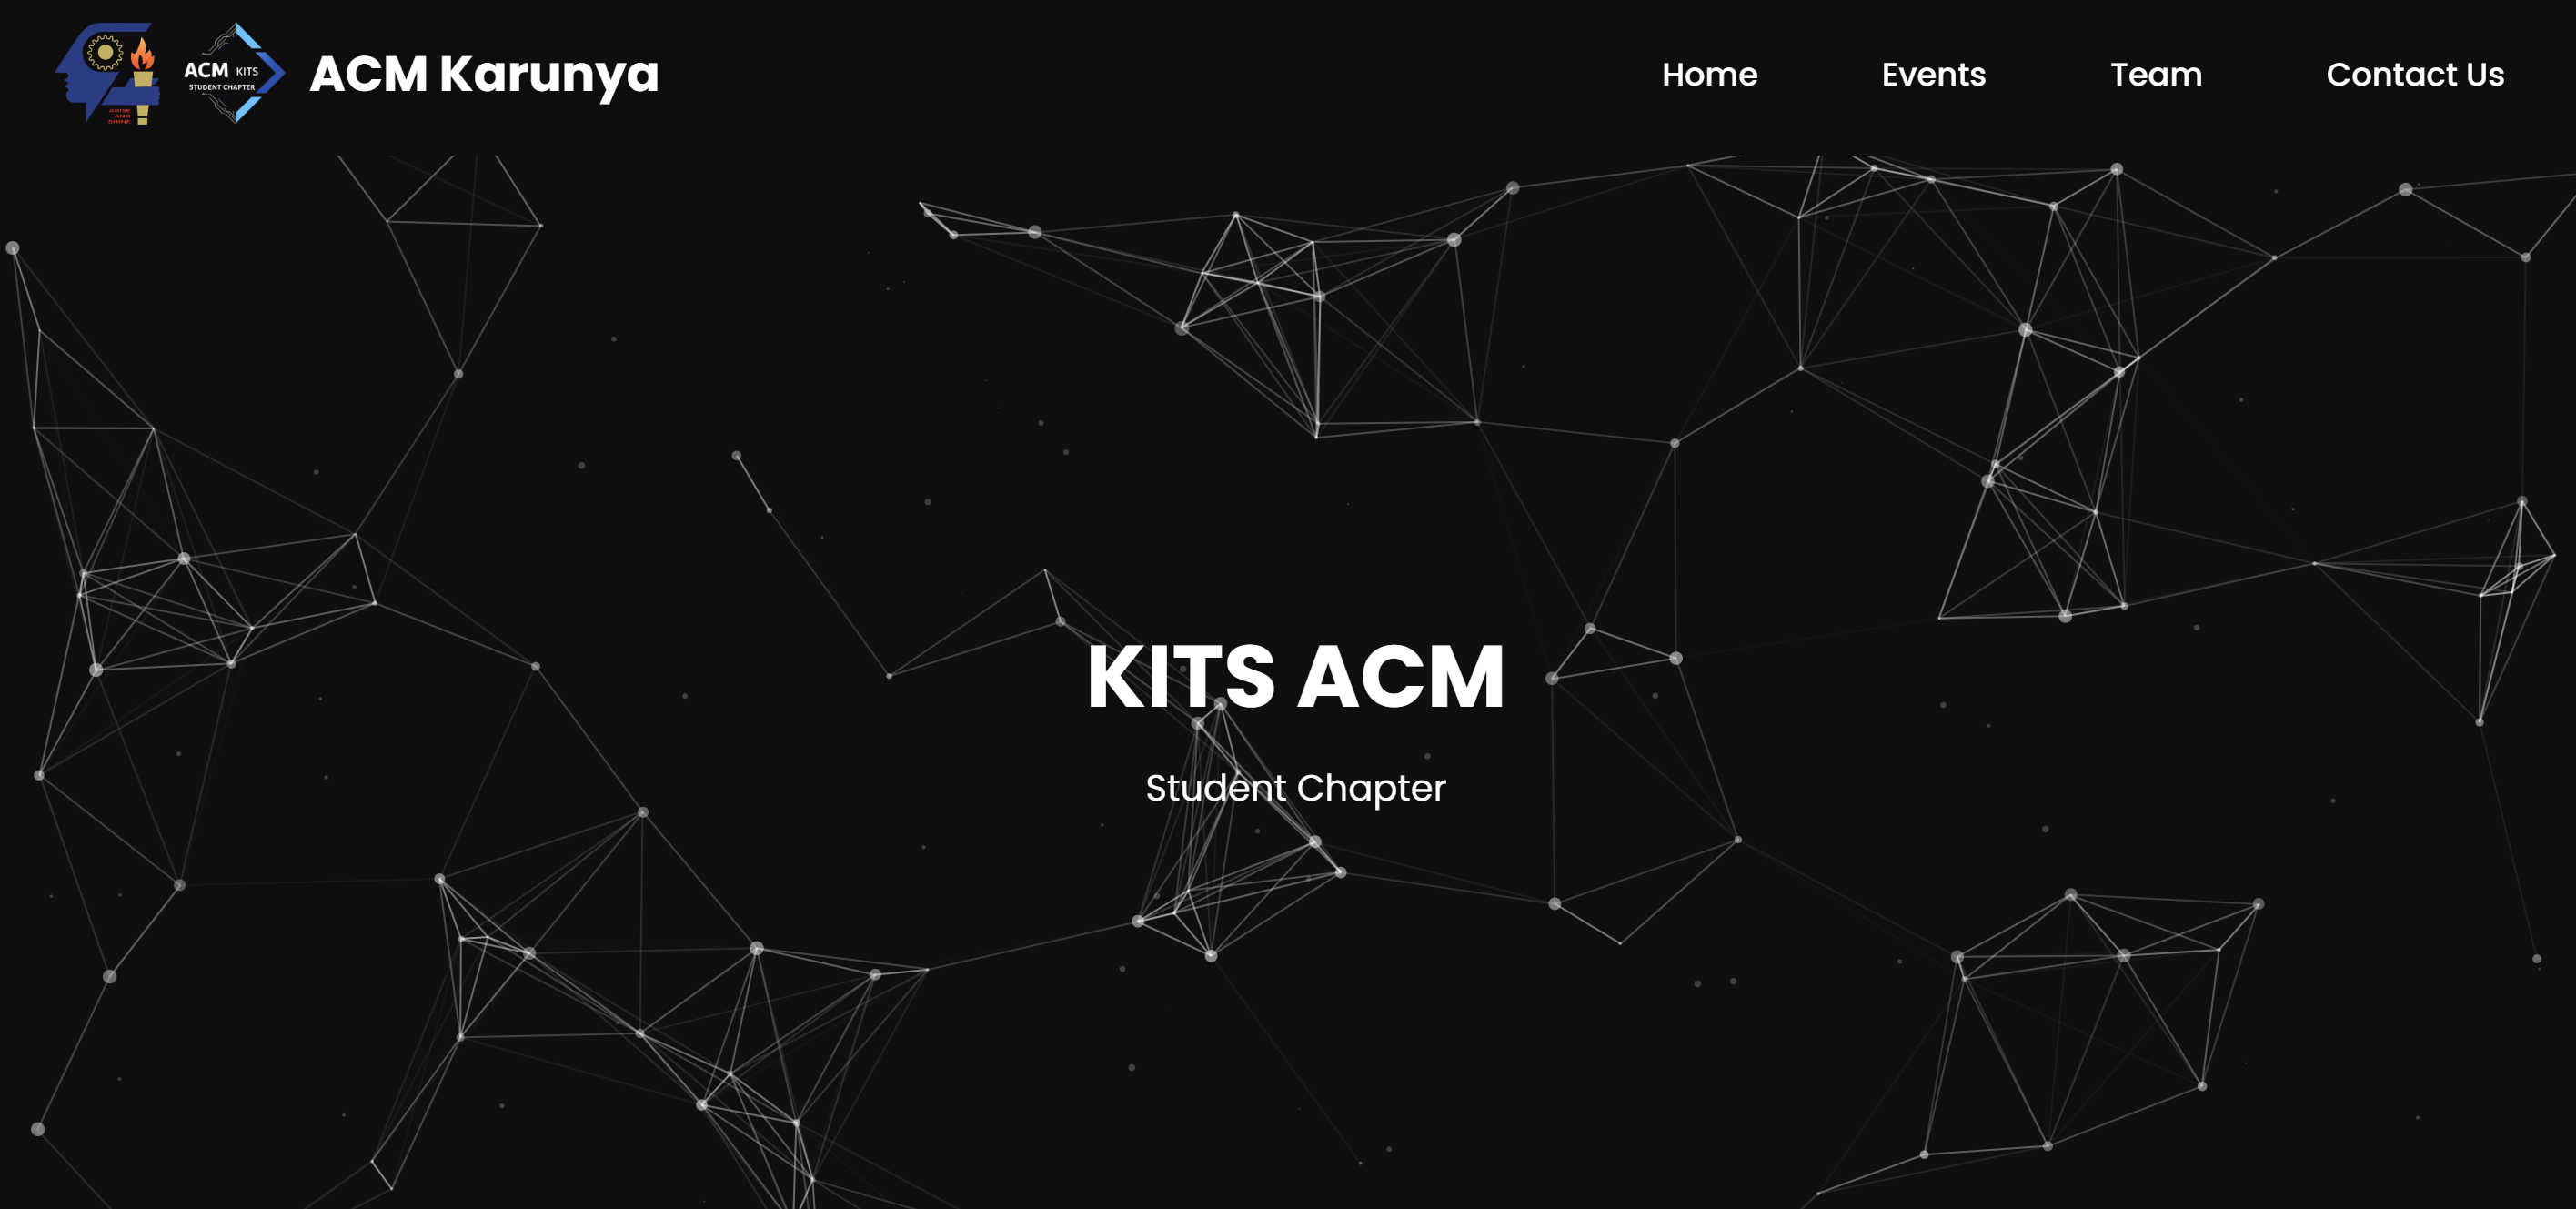 ARISE
AND
SHINE
ACM KITS
STUDENT CHAPTER
ACM Karunya
Home
Events
Team
Contact Us
KITS ACM
Student Chapter